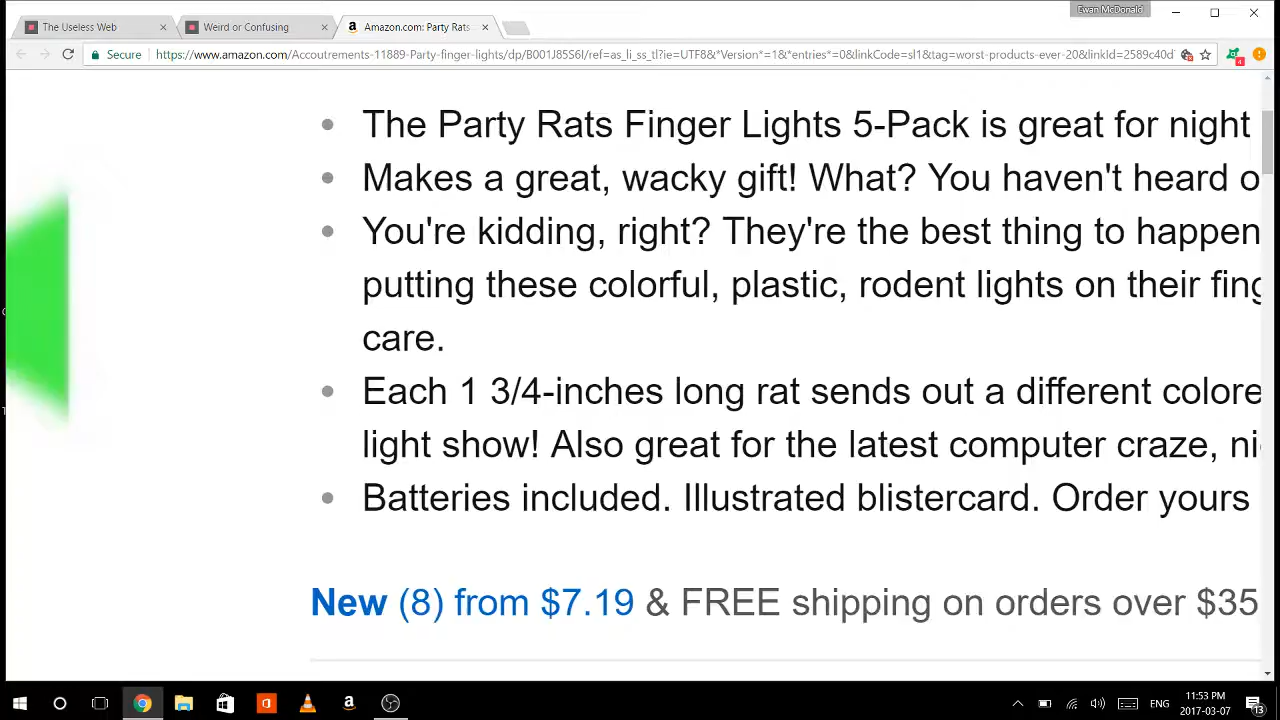 Ewan McDonald
The Useless Web
Weird or Confusing
Amazon.com: Party Rats
Secure
https://www.amazon.com/Accoutrements-11889-Party-finger-lights/dp/B001J85S6I/ref=as_li_ss_tl?ie=UTF8&*Version*=1&*entries*=0&linkCode=sl1&tag=worst-products-ever-20&linkId=2589c40d
The Party Rats Finger Lights 5-Pack is great for night
Makes a great, wacky gift! What? You haven't heard o
You're kidding, right? They're the best thing to happen
putting these colorful, plastic, rodent lights on their fing
care.
Each 1 3/4-inches long rat sends out a different colore
light show! Also great for the latest computer craze, ni
Batteries included. Illustrated blistercard. Order yours
New (8) from $7.19 & FREE shipping on orders over $35
ENG
11:53 PM
2017-03-07
13